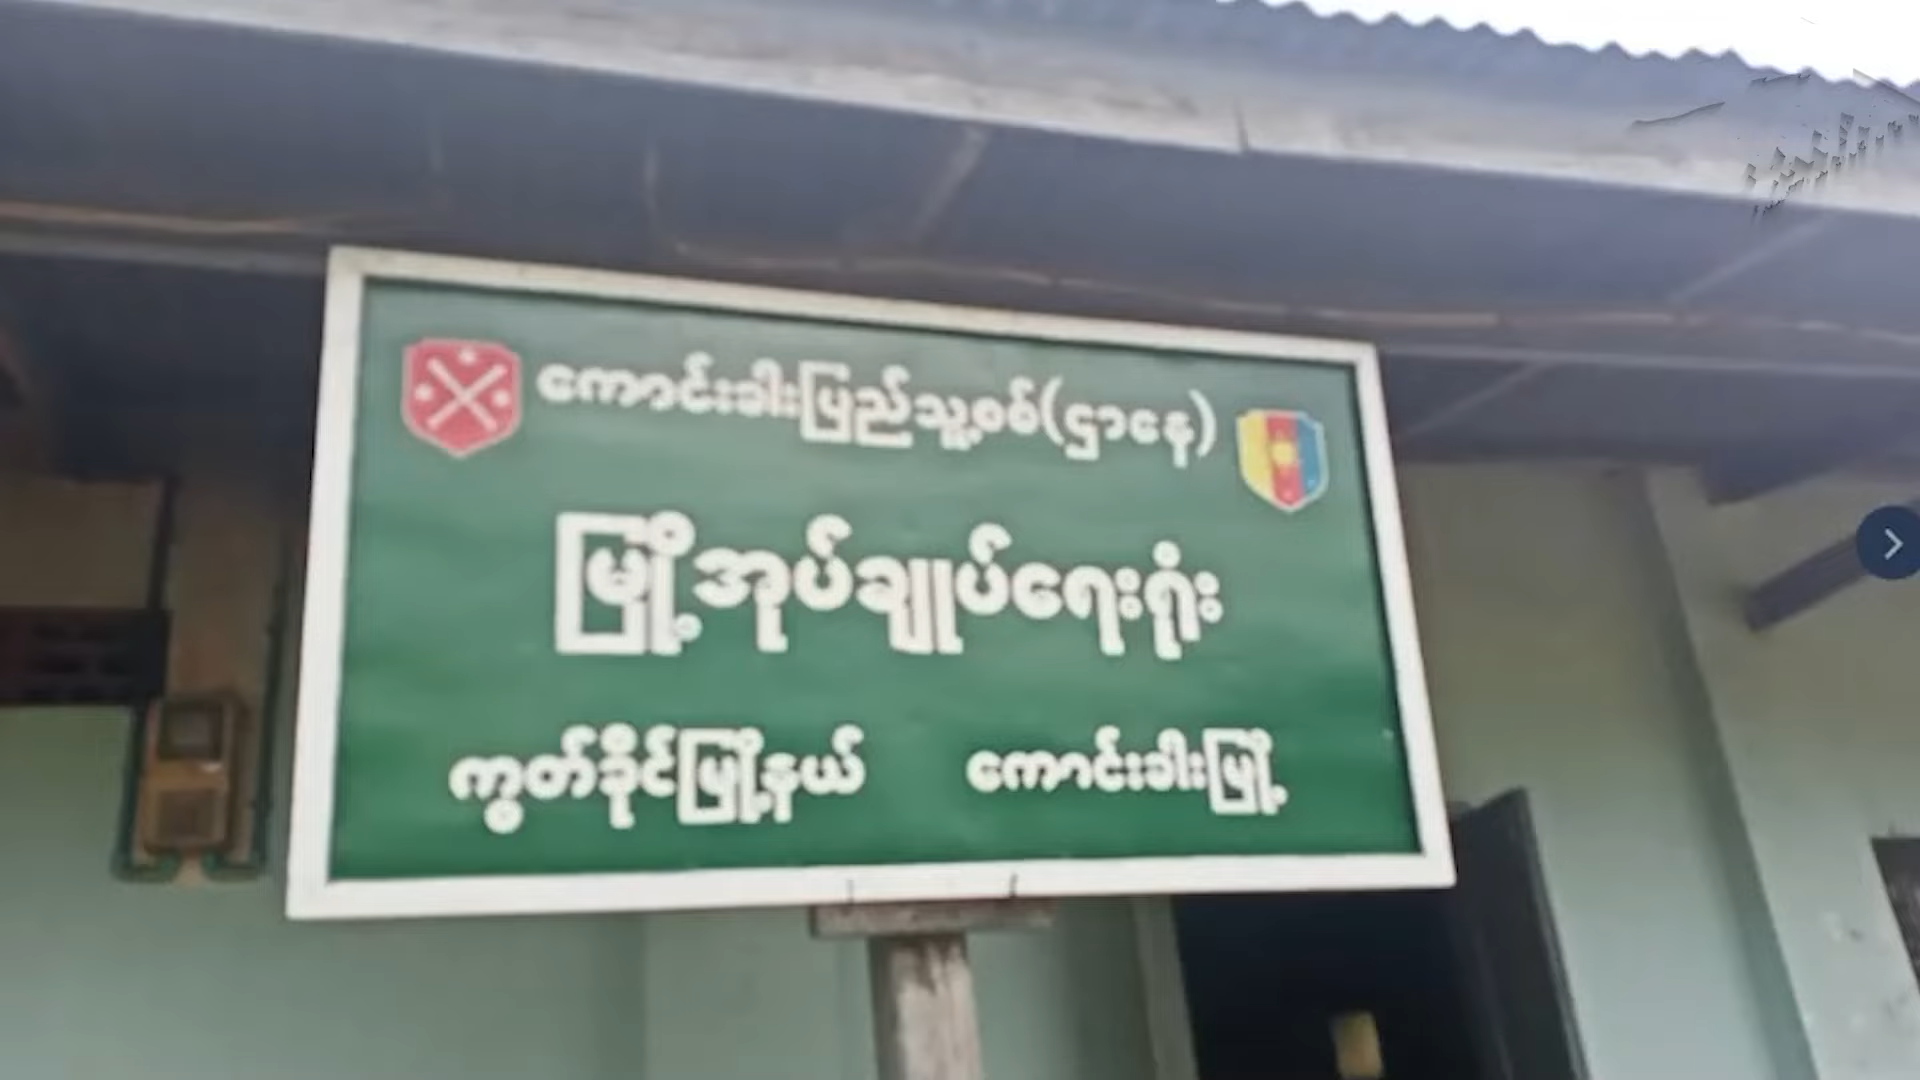 ကောင်းခါးပြည်သူ့စစ်(ဌာနေ)
မြို့အုပ်ချုပ်ရေးရုံး
ကွတ်ခိုင်မြို့နယ် ကောင်းခါးမြို့